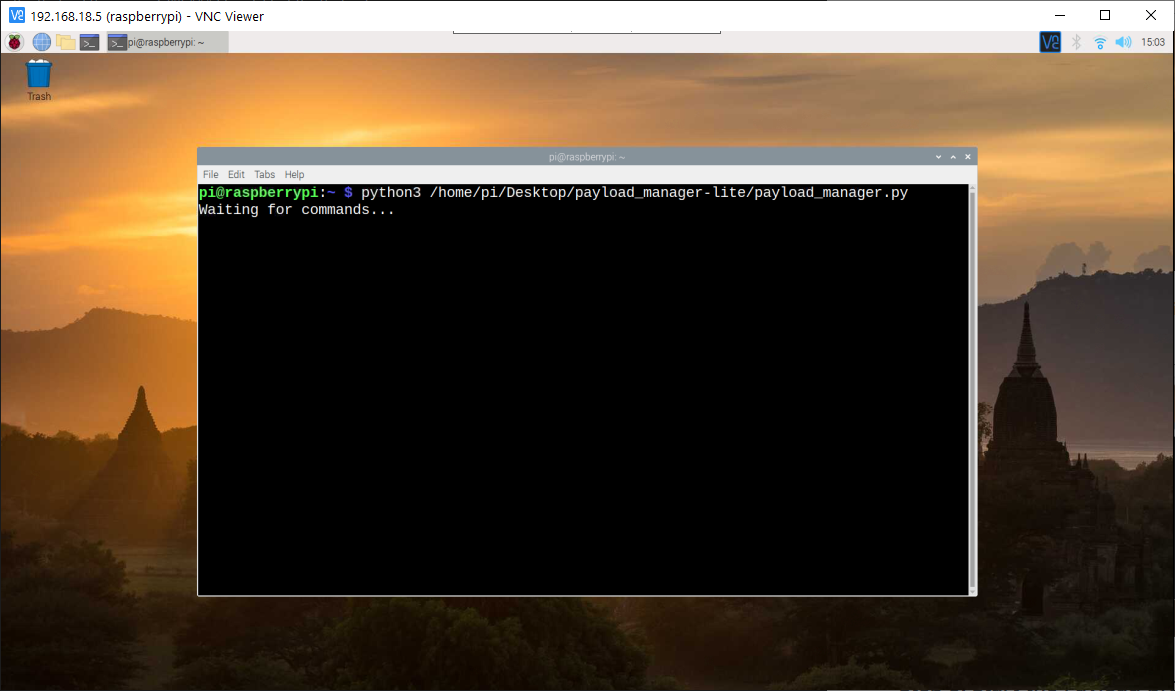 192.168.18.5 (raspberrypi) - VNC Viewer
pi@raspberrypi: ~
15:03
Trash
pi@raspberrypi: ~
File Edit Tabs Help
pi@raspberrypi:~ $ python3 /home/pi/Desktop/payload_manager-lite/payload_manager.py
Waiting for commands...